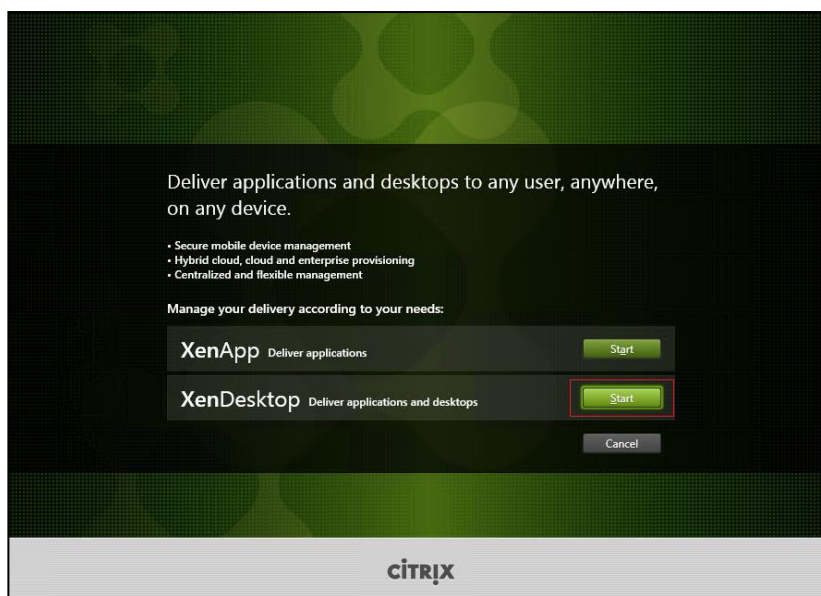 Deliver applications and desktops to any user, anywhere,
on any device.
• Secure mobile device management
• Hybrid cloud, cloud and enterprise provisioning
• Centralized and flexible management
Manage your delivery according to your needs:
XenApp Deliver applications
Start
XenDesktop Deliver applications and desktops
Start
Cancel
CITRIX